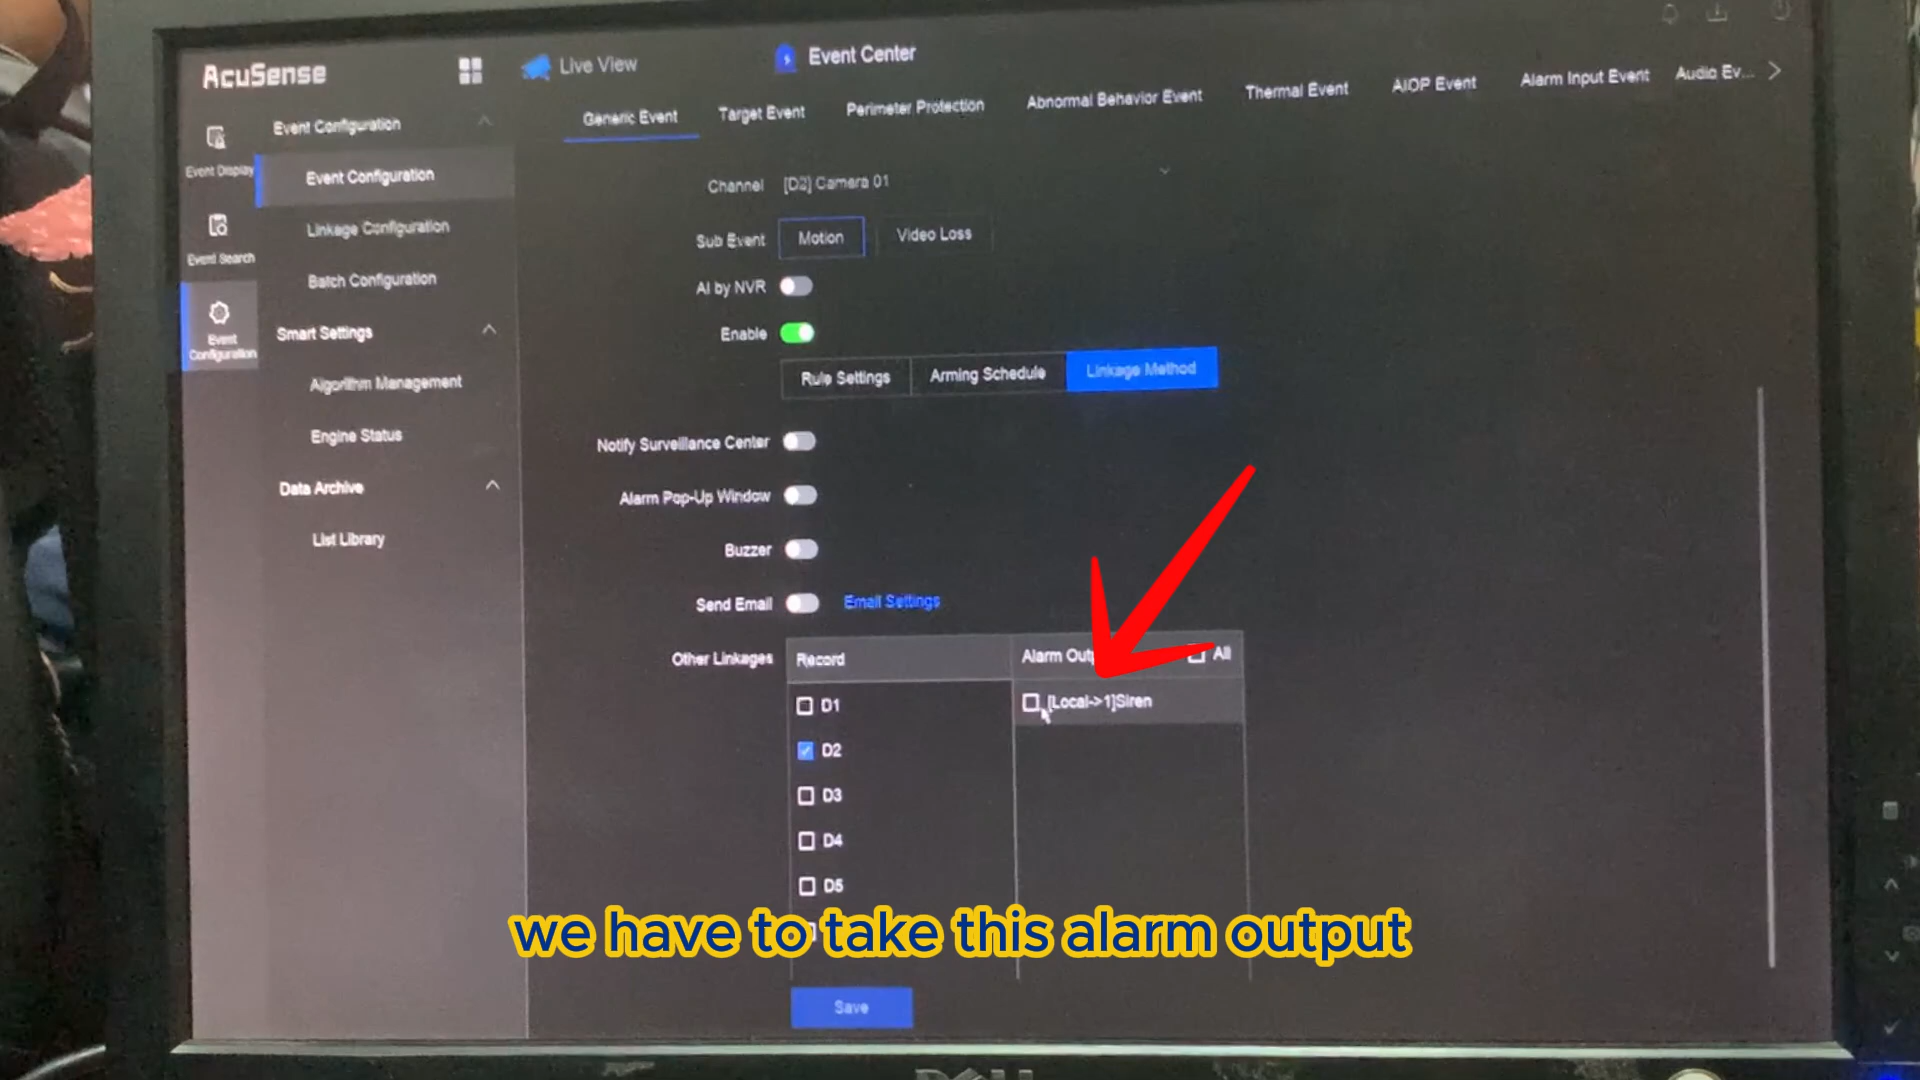 AcuSense
Live View
Event Center
Generic Event
Target Event
Perimeter Protection
Abnormal Behavior Event
Thermal Event
AIOP Event
Alarm Input Event
Audio Ev...
Event Display
Event Search
Event Configuration
Event Configuration
Event Configuration
Linkage Configuration
Batch Configuration
Smart Settings
Algorithm Management
Engine Status
Data Archive
List Library
Channel [D2] Camera 01
Sub Event Motion Video Loss
AI by NVR
Enable
Rule Settings Arming Schedule Linkage Method
Notify Surveillance Center
Alarm Pop-Up Window
Buzzer
Send Email Email Settings
Other Linkages Record Alarm Outp All
D1 [Local->1]Siren
D2
D3
D4
D5
we have to take this alarm output
Save
DELL